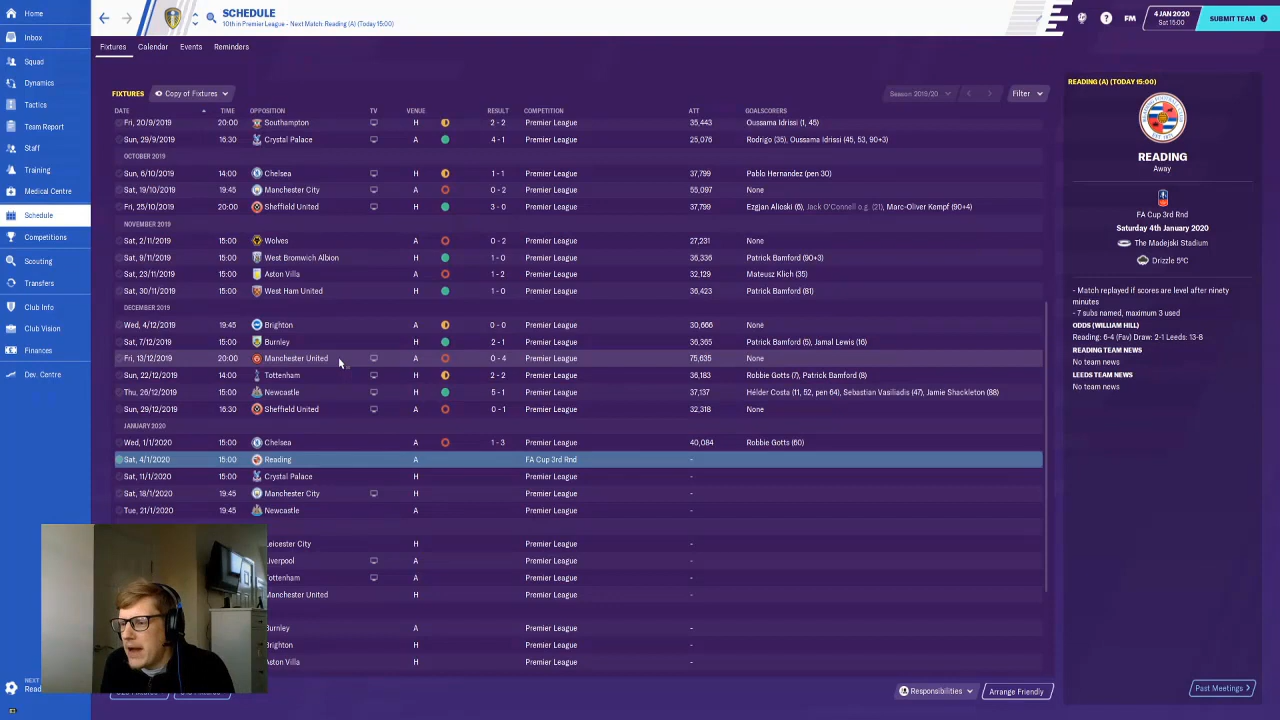 Home
Inbox
Squad
Dynamics
Tactics
Team Report
Staff
Training
Medical Centre
Schedule
Competitions
Scouting
Transfers
Club Info
Club Vision
Finances
Dev. Centre
SCHEDULE
10th in Premier League - Next Match: Reading (A) (Today 15:00)
FM
4 JAN 2020
Sat 15:00
SUBMIT TEAM
Fixtures Calendar Events Reminders
FIXTURES Copy of Fixtures Season 2019/20 Filter
DATE TIME OPPOSITION TV VENUE RESULT COMPETITION ATT GOALSCORERS
Fri, 20/9/2019 20:00 Southampton H 2 - 2 Premier League 35,443 Oussama Idrissi (1, 45)
Sun, 29/9/2019 16:30 Crystal Palace A 4 - 1 Premier League 25,076 Rodrigo (35), Oussama Idrissi (45, 53, 90+3)
OCTOBER 2019
Sun, 6/10/2019 14:00 Chelsea H 1 - 1 Premier League 37,799 Pablo Hernandez (pen 30)
Sat, 19/10/2019 19:45 Manchester City A 0 - 2 Premier League 55,097 None
Fri, 25/10/2019 20:00 Sheffield United H 3 - 0 Premier League 37,799 Ezgjan Alioski (6), Jack O'Connell o.g (21), Marc-Oliver Kempf (90+4)
NOVEMBER 2019
Sat, 2/11/2019 15:00 Wolves A 0 - 2 Premier League 27,231 None
Sat, 9/11/2019 15:00 West Bromwich Albion H 1 - 0 Premier League 36,336 Patrick Bamford (90+3)
Sat, 23/11/2019 15:00 Aston Villa A 1 - 2 Premier League 32,129 Mateusz Klich (35)
Sat, 30/11/2019 15:00 West Ham United H 1 - 0 Premier League 36,423 Patrick Bamford (81)
DECEMBER 2019
Wed, 4/12/2019 19:45 Brighton A 0 - 0 Premier League 30,666 None
Sat, 7/12/2019 15:00 Burnley H 2 - 1 Premier League 36,365 Patrick Bamford (5), Jamal Lewis (16)
Fri, 13/12/2019 20:00 Manchester United A 0 - 4 Premier League 75,635 None
Sun, 22/12/2019 14:00 Tottenham H 2 - 2 Premier League 36,183 Robbie Gotts (7), Patrick Bamford (8)
Thu, 26/12/2019 15:00 Newcastle H 5 - 1 Premier League 37,137 Hélder Costa (11, 52, pen 64), Sebastian Vasiliadis (47), Jamie Shackleton (88)
Sun, 29/12/2019 16:30 Sheffield United A 0 - 1 Premier League 32,318 None
JANUARY 2020
Wed, 1/1/2020 15:00 Chelsea A 1 - 3 Premier League 40,084 Robbie Gotts (60)
Sat, 4/1/2020 15:00 Reading A FA Cup 3rd Rnd -
Sat, 11/1/2020 15:00 Crystal Palace H Premier League -
Sat, 18/1/2020 19:45 Manchester City H Premier League -
Tue, 21/1/2020 19:45 Newcastle A Premier League -
Leicester City H Premier League -
Liverpool A Premier League -
Tottenham A Premier League -
Manchester United H Premier League -
Burnley A Premier League -
Brighton H Premier League -
Aston Villa H Premier League -
Responsibilities Arrange Friendly
READING (A) (TODAY 15:00)
READING
Away
FA Cup 3rd Rnd
Saturday 4th January 2020
The Madejski Stadium
Drizzle 5ºC
- Match replayed if scores are level after ninety
minutes
- 7 subs named, maximum 3 used
ODDS (WILLIAM HILL)
Reading: 6-4 (Fav) Draw: 2-1 Leeds: 13-8
READING TEAM NEWS
No team news
LEEDS TEAM NEWS
No team news
Past Meetings